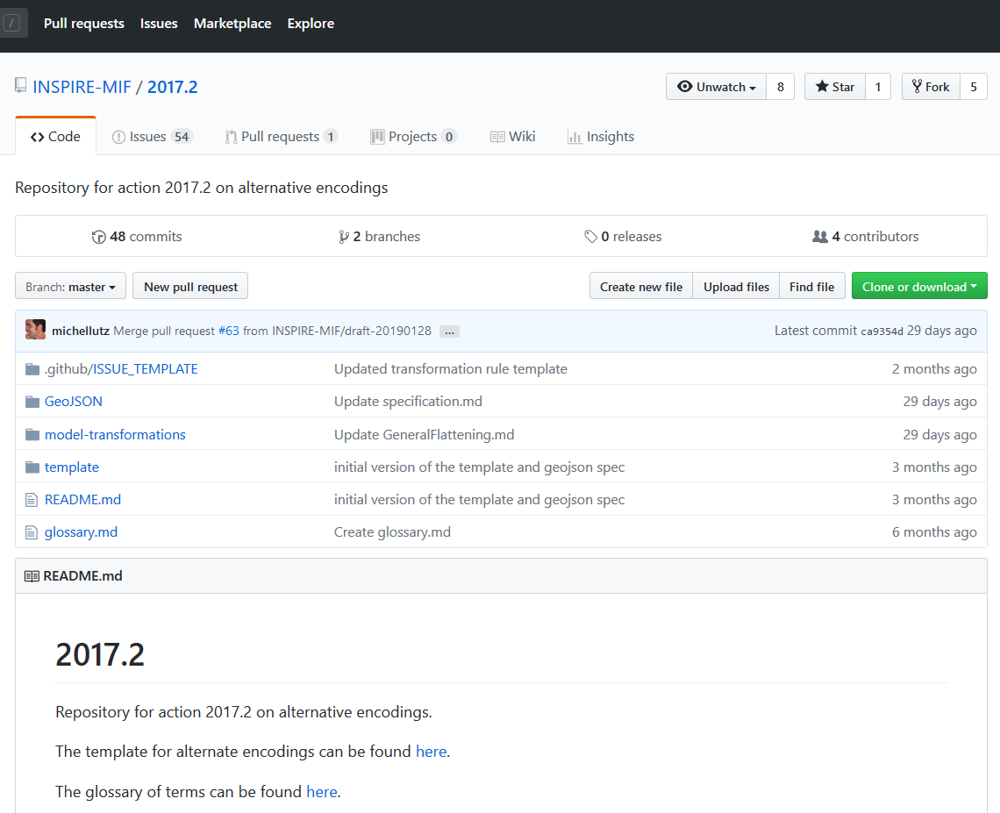 / Pull requests Issues Marketplace Explore
INSPIRE-MIF / 2017.2 Unwatch 8 Star 1 Fork 5
Code Issues 54 Pull requests 1 Projects 0 Wiki Insights
Repository for action 2017.2 on alternative encodings
48 commits 2 branches 0 releases 4 contributors
Branch: master New pull request Create new file Upload files Find file Clone or download
michellutz Merge pull request #63 from INSPIRE-MIF/draft-20190128 ... Latest commit ca9354d 29 days ago
.github/ISSUE_TEMPLATE Updated transformation rule template 2 months ago
GeoJSON Update specification.md 29 days ago
model-transformations Update GeneralFlattening.md 29 days ago
template initial version of the template and geojson spec 3 months ago
README.md initial version of the template and geojson spec 3 months ago
glossary.md Create glossary.md 6 months ago
README.md
2017.2
Repository for action 2017.2 on alternative encodings.
The template for alternate encodings can be found here.
The glossary of terms can be found here.